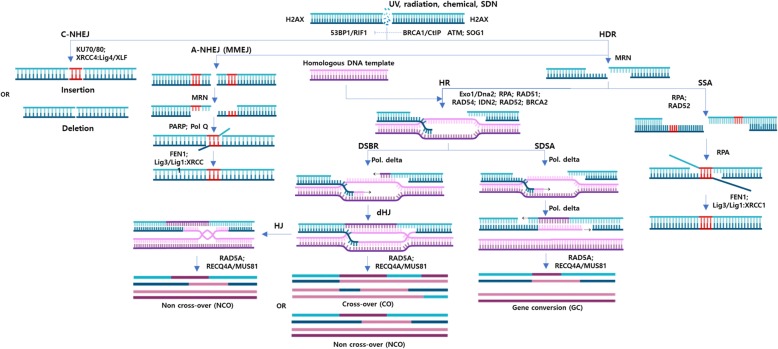 UV, radiation, chemical, SDN
H2AX
H2AX
53BP1/RIF1
BRCA1/CtIP ATM; SOG1
C-NHEJ
HDR
KU70/80;
XRCC4:Lig4/XLF
A-NHEJ (MMEJ)
MRN
Homologous DNA template
HR
SSA
Insertion
OR
MRN
Exo1/Dna2; RPA; RAD51;
RAD54; IDN2; RAD52; BRCA2
RPA;
RAD52
Deletion
PARP; Pol Q
DSBR
SDSA
RPA
FEN1;
Lig3/Lig1:XRCC1
Pol. delta
Pol. delta
FEN1;
Lig3/Lig1:XRCC1
dHJ
Pol. delta
HJ
RAD5A;
RECQ4A/MUS81
RAD5A;
RECQ4A/MUS81
RAD5A;
RECQ4A/MUS81
Non cross-over (NCO)
Cross-over (CO)
Gene conversion (GC)
OR
Non cross-over (NCO)